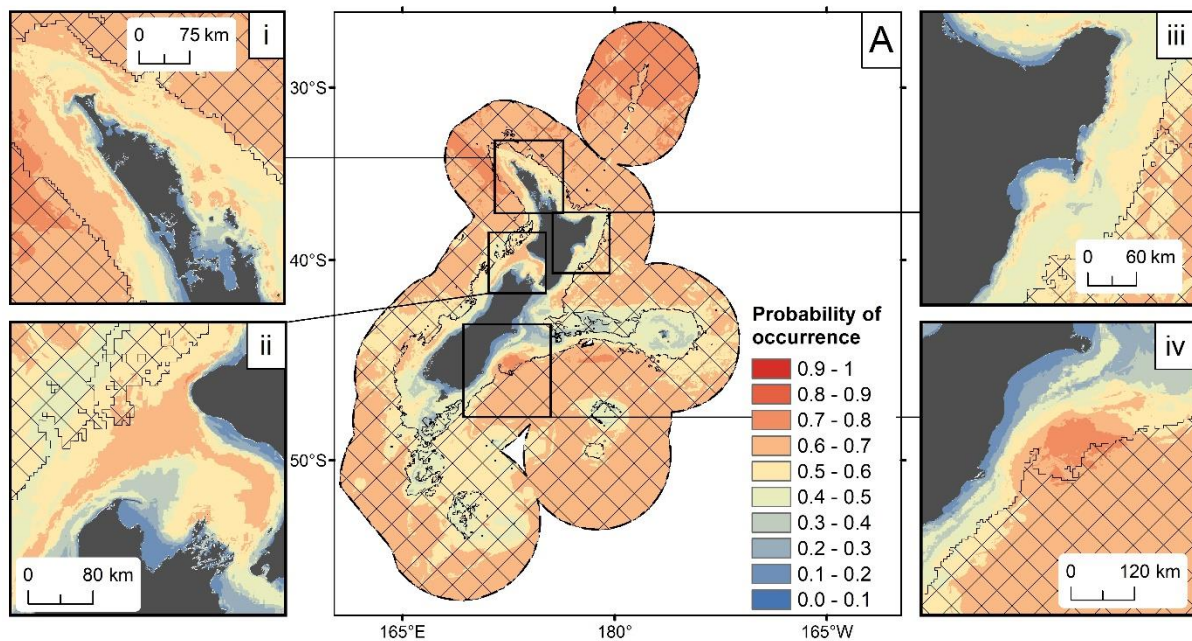 i
0 75 km
ii
0 80 km
A
30°S
40°S
50°S
165°E
180°
165°W
Probability of
occurrence
0.9 - 1
0.8 - 0.9
0.7 - 0.8
0.6 - 0.7
0.5 - 0.6
0.4 - 0.5
0.3 - 0.4
0.2 - 0.3
0.1 - 0.2
0.0 - 0.1
iii
0 60 km
iv
0 120 km